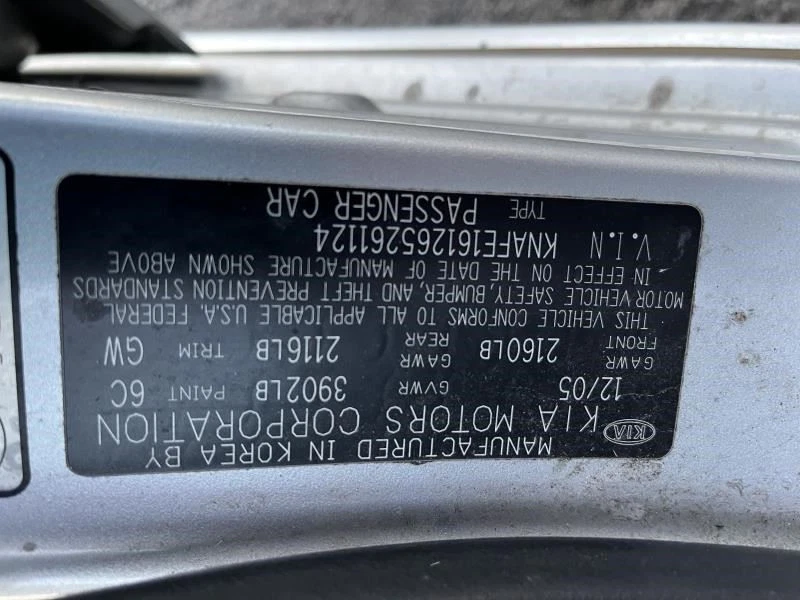 MANUFACTURED IN KOREA BY
KIA KIA MOTORS CORPORATION
12/05 GVWR 3902LB PAINT 6C
GAWR FRONT 2160LB GAWR REAR 2116LB TRIM GW
THIS VEHICLE CONFORMS TO ALL APPLICABLE U.S.A. FEDERAL
MOTOR VEHICLE SAFETY, BUMPER, AND THEFT PREVENTION STANDARDS
IN EFFECT ON THE DATE OF MANUFACTURE SHOWN ABOVE
V.I.N KNAFE161265261124
TYPE PASSENGER CAR